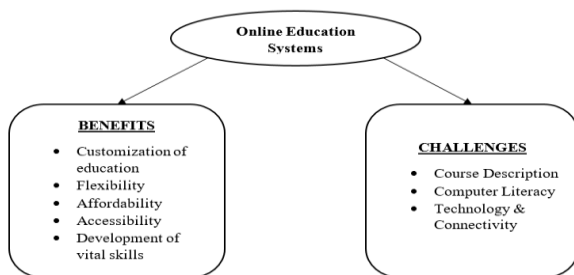 Online Education
Systems
BENEFITS
• Customization of
education
• Flexibility
• Affordability
• Accessibility
• Development of
vital skills
CHALLENGES
• Course Description
• Computer Literacy
• Technology &
Connectivity